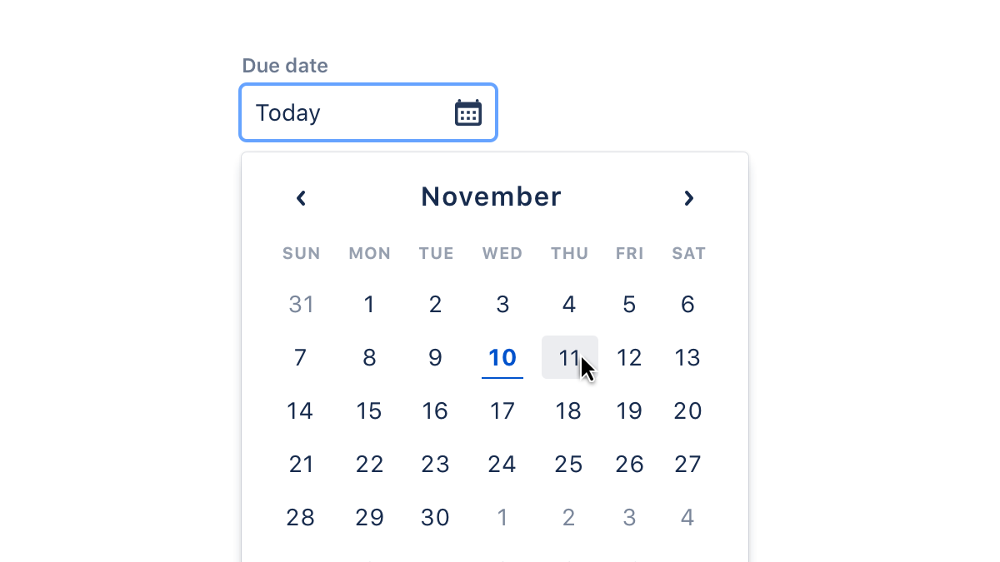 Due date
Today
November
SUN MON TUE WED THU FRI SAT
31 1 2 3 4 5 6
7 8 9 10 11 12 13
14 15 16 17 18 19 20
21 22 23 24 25 26 27
28 29 30 1 2 3 4